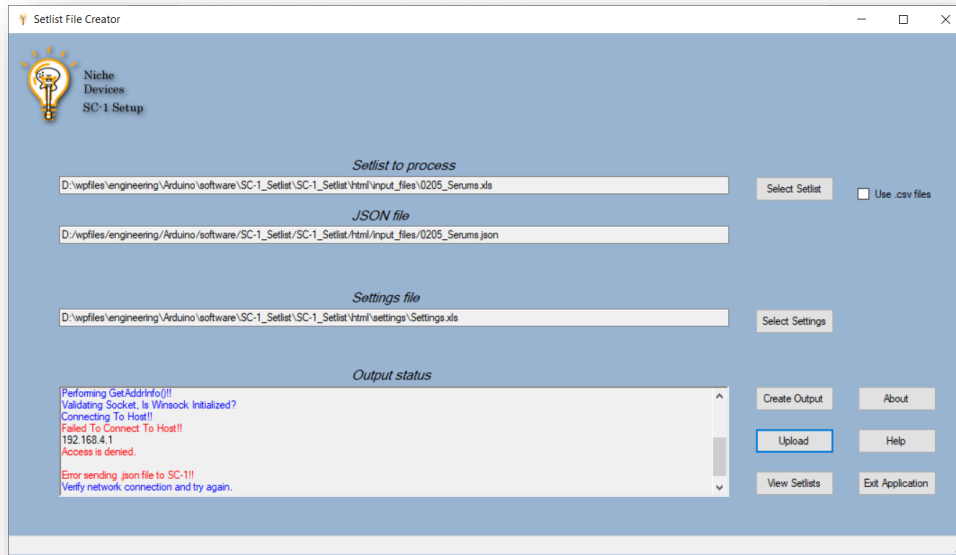 Setlist File Creator
Niche
Devices
SC-1 Setup
Setlist to process
D:\wpfiles\engineering\Arduino\software\SC-1_Setlist\SC-1_Setlist\html\input_files\0205_Serums.xls
Select Setlist
Use .csv files
JSON file
D:/wpfiles/engineering/Arduino/software/SC-1_Setlist/SC-1_Setlist/html/input_files/0205_Serums.json
Settings file
D:\wpfiles\engineering\Arduino\software\SC-1_Setlist\SC-1_Setlist\html\settings\Settings.xls
Select Settings
Output status
Performing GetAddrInfo()!!
Validating Socket, Is Winsock Initialized?
Connecting To Host!!
Failed To Connect To Host!!
192.168.4.1
Access is denied.
Error sending .json file to SC-1!!
Verify network connection and try again.
Create Output
About
Upload
Help
View Setlists
Exit Application